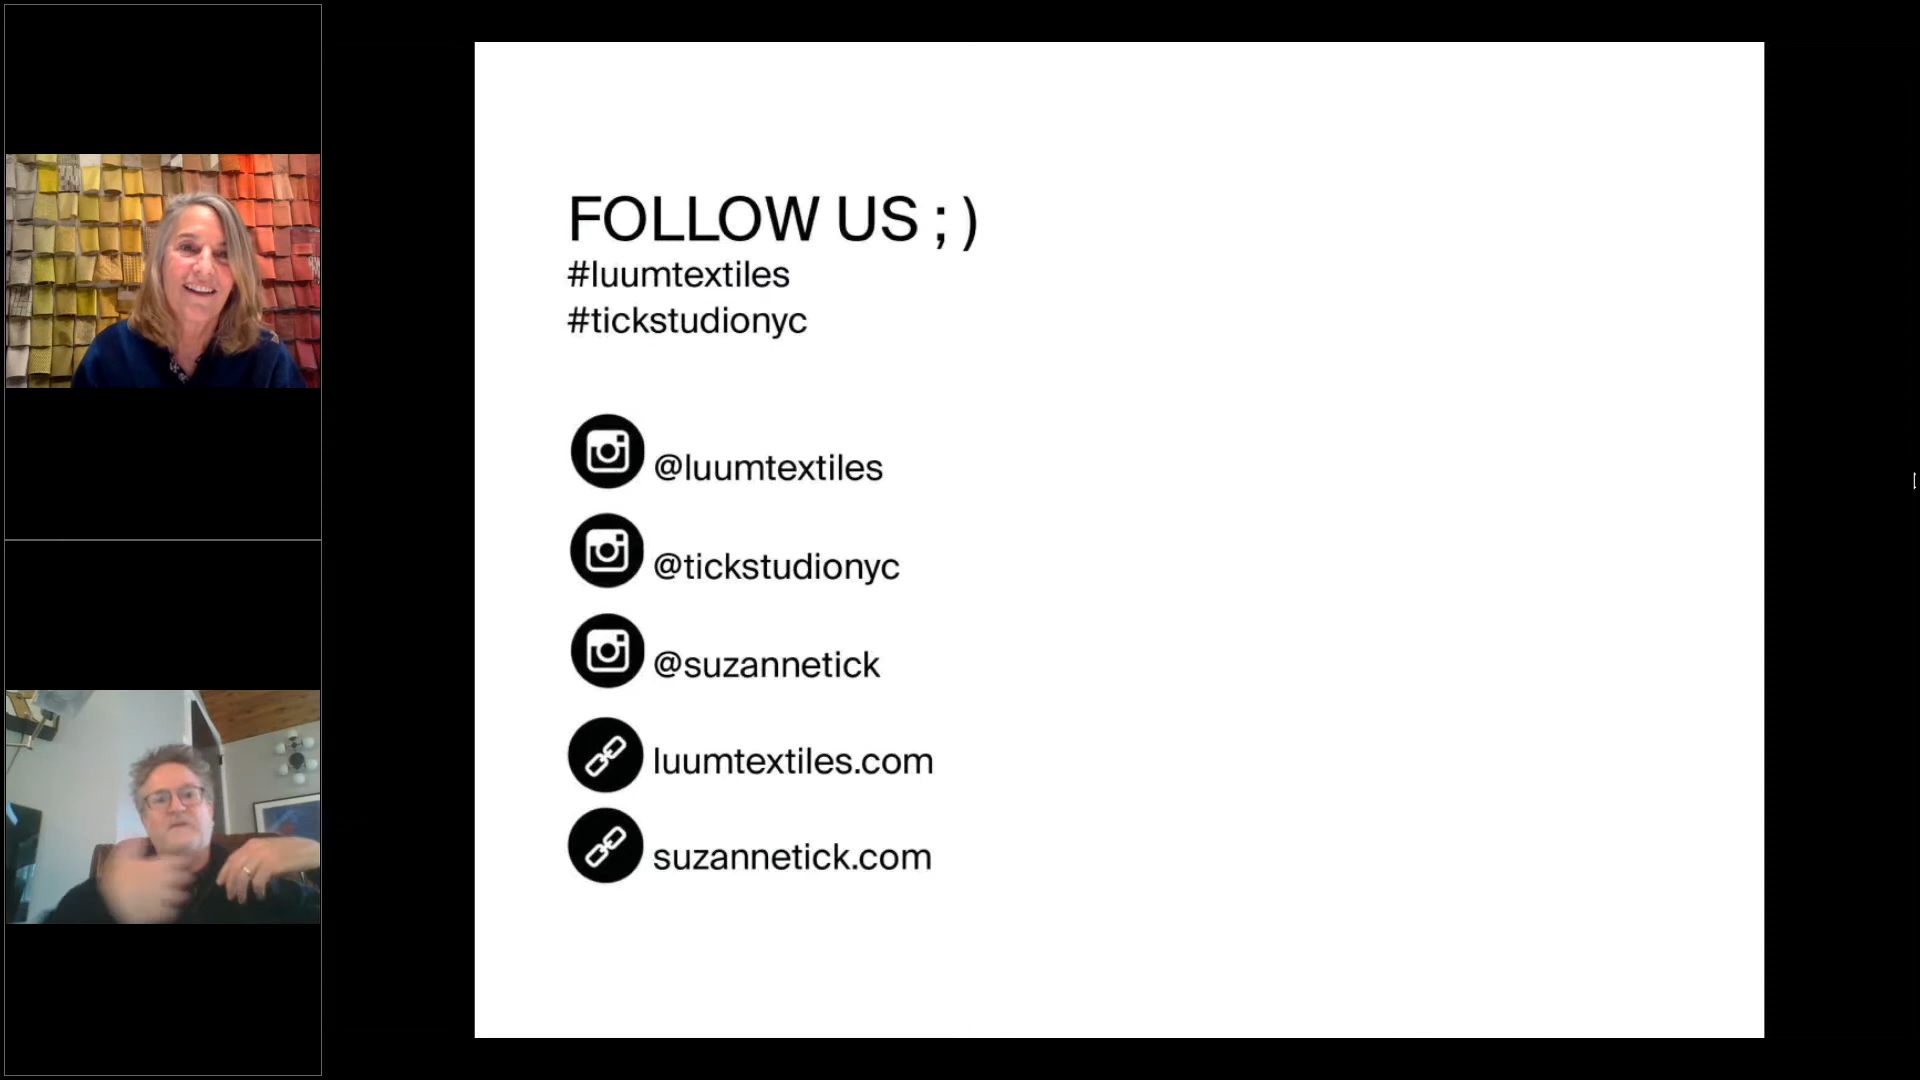 FOLLOW US ; )
#luumtextiles
#tickstudionyc
@luumtextiles
@tickstudionyc
@suzannetick
luumtextiles.com
suzannetick.com